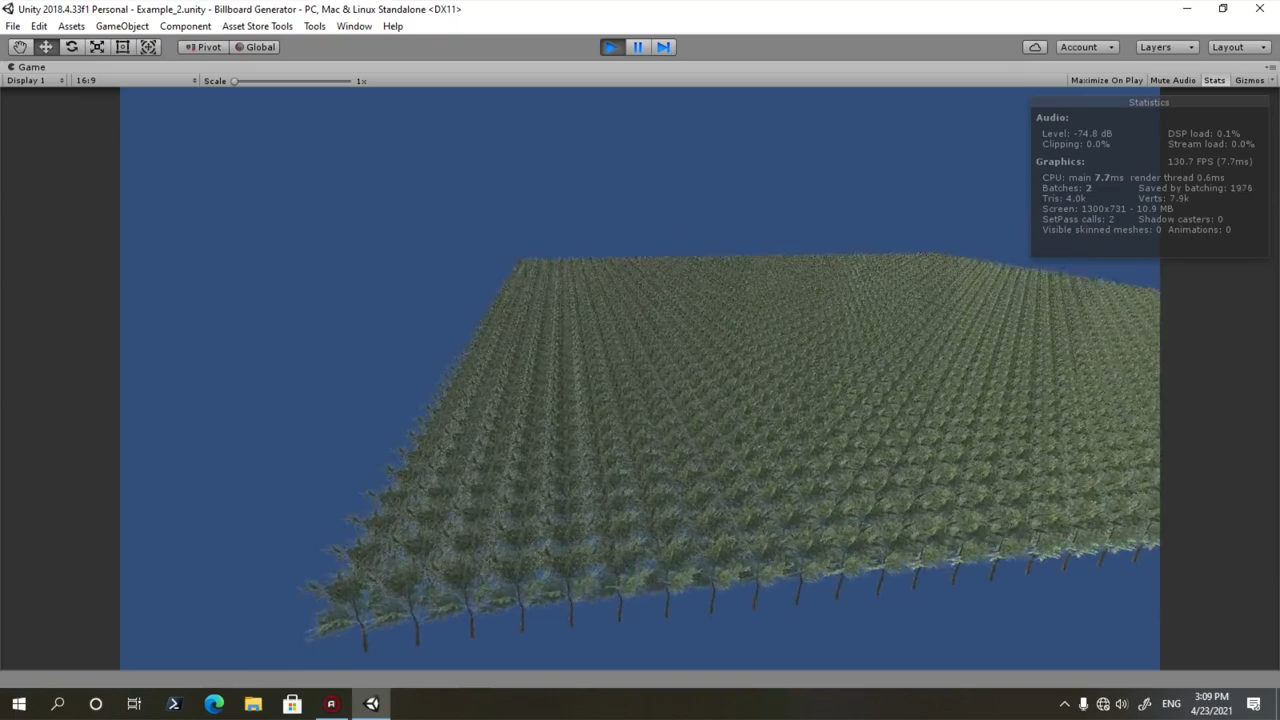 Unity 2018.4.33f1 Personal - Example_2.unity - Billboard Generator - PC, Mac & Linux Standalone <DX11>
File Edit Assets GameObject Component Asset Store Tools Tools Window Help
Pivot Global Account Layers Layout
Game
Display 1 16:9 Scale 1x Maximize On Play Mute Audio Stats Gizmos
Statistics
Audio:
Level: -74.8 dB DSP load: 0.1%
Clipping: 0.0% Stream load: 0.0%
Graphics: 130.7 FPS (7.7ms)
CPU: main 7.7ms render thread 0.6ms
Batches: 2 Saved by batching: 1976
Tris: 4.0k Verts: 7.9k
Screen: 1300x731 - 10.9 MB
SetPass calls: 2 Shadow casters: 0
Visible skinned meshes: 0 Animations: 0
ENG
3:09 PM
4/23/2021